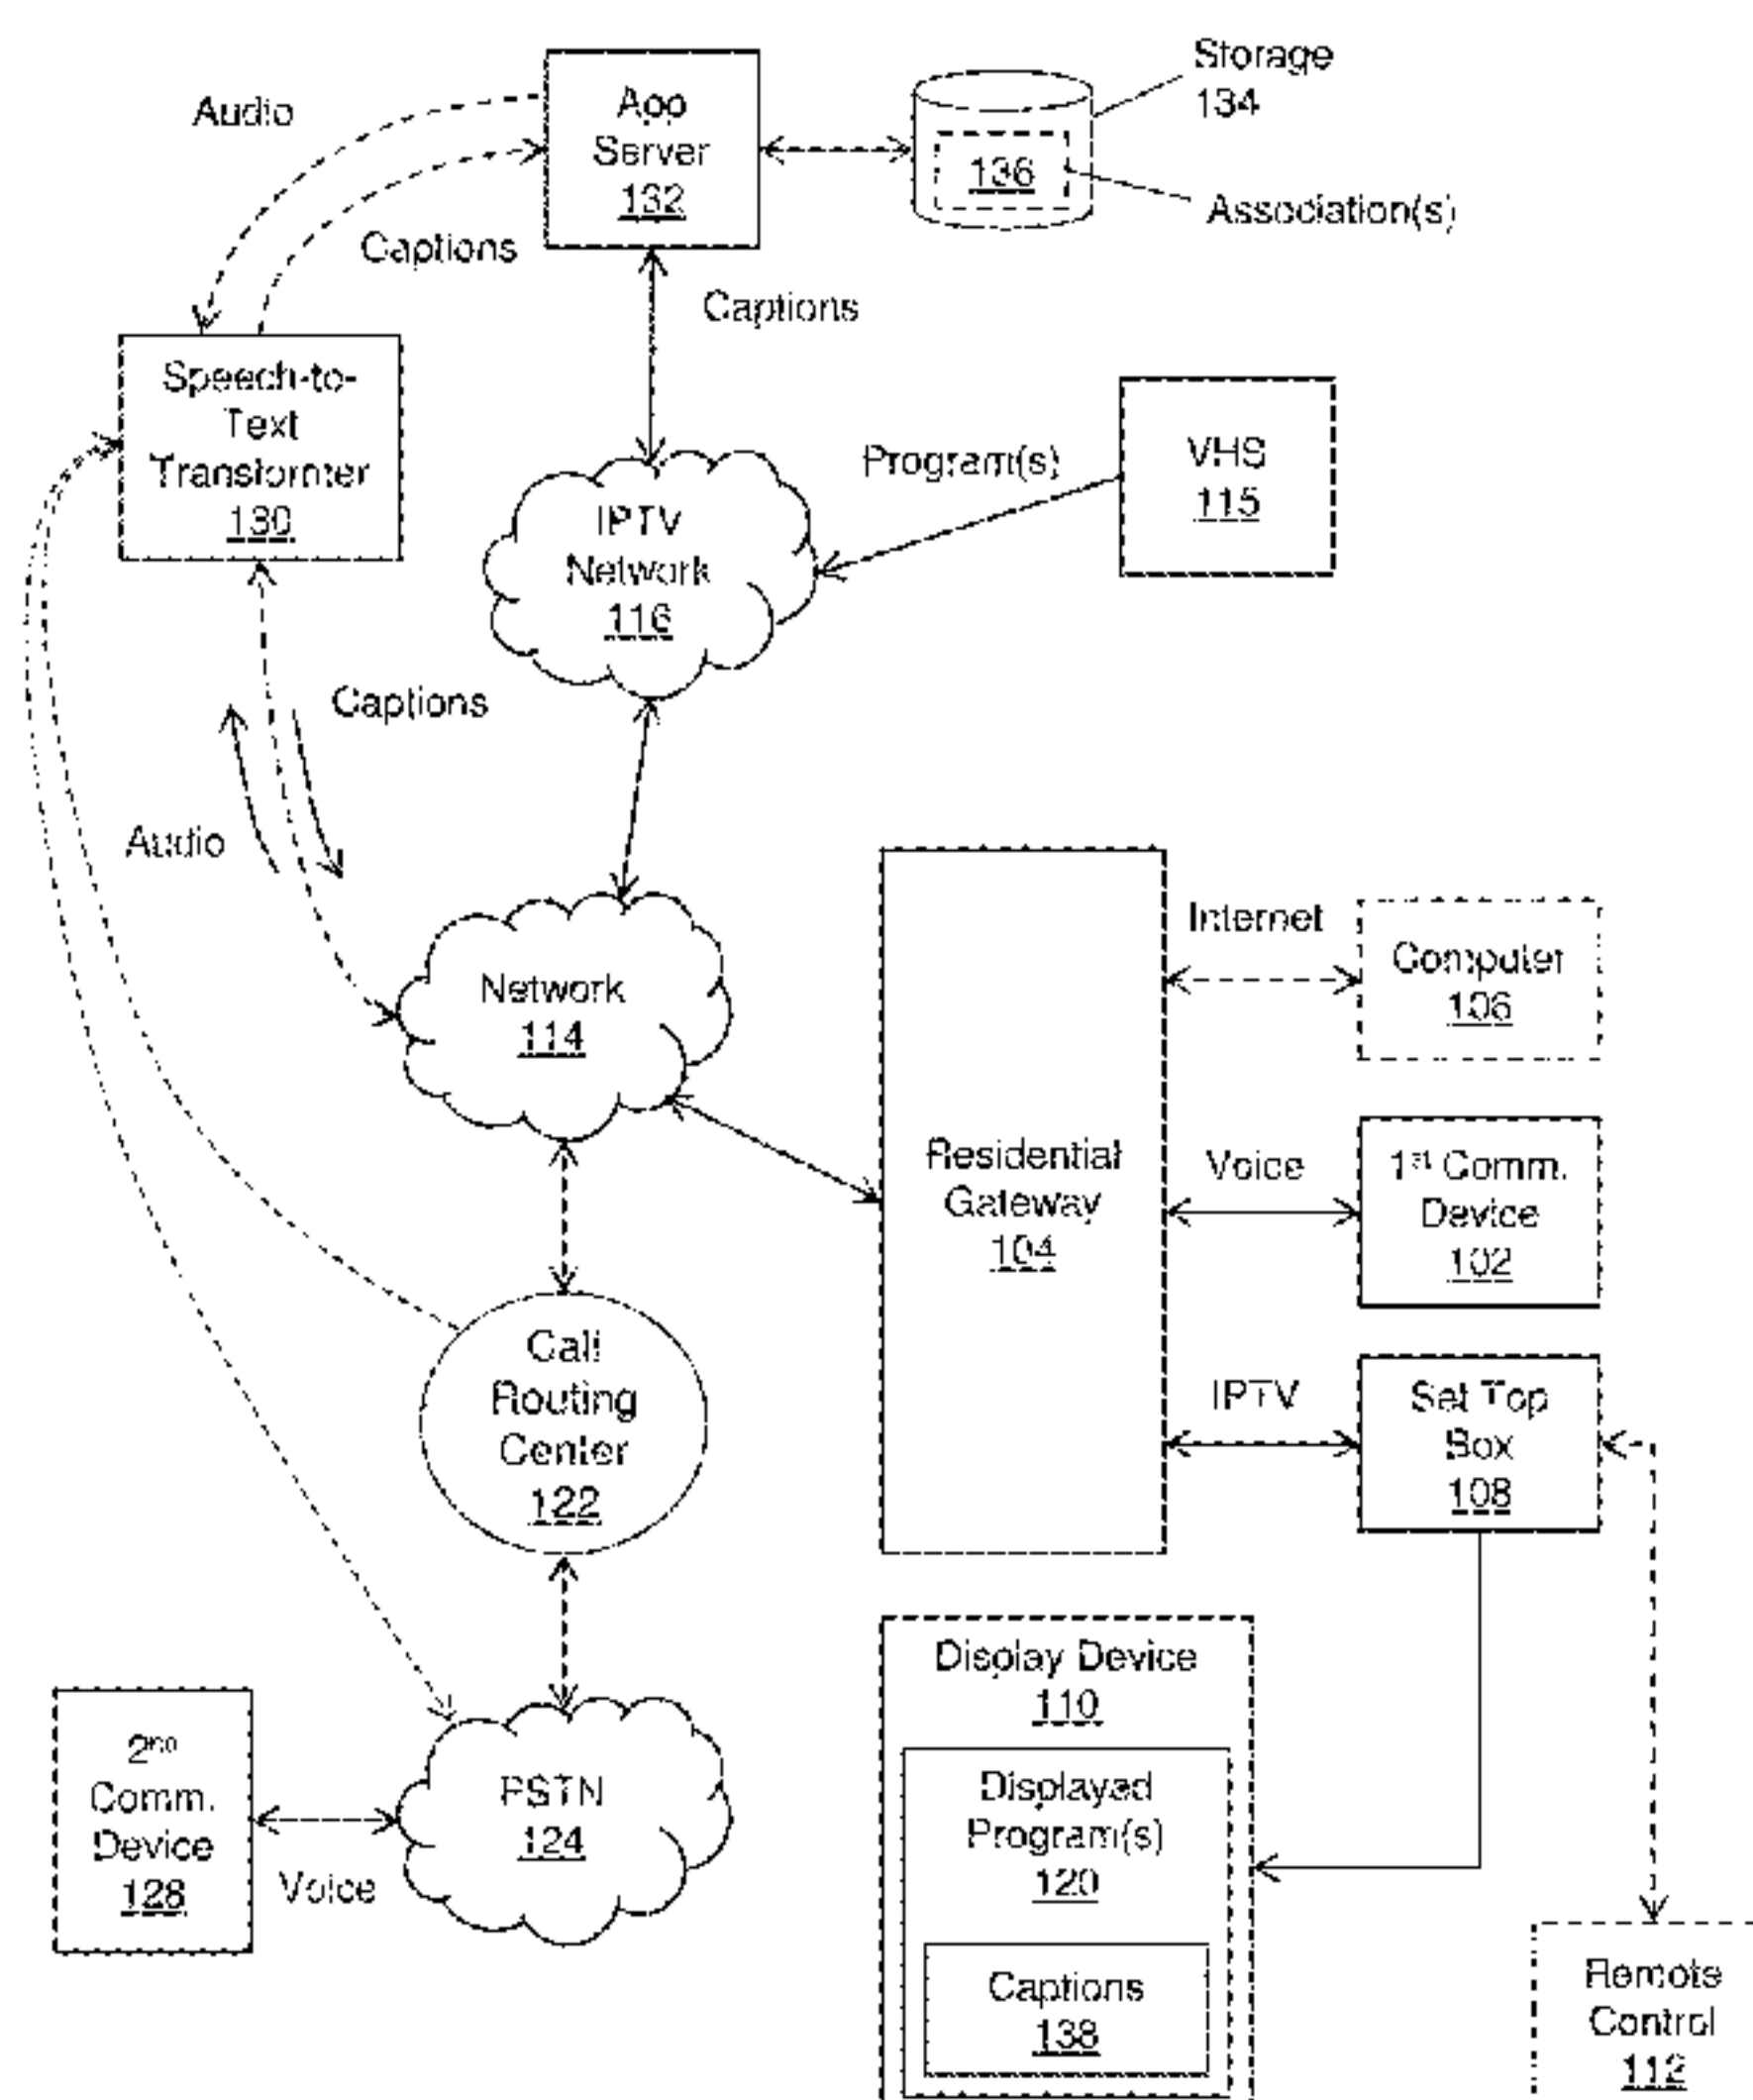 Storage
134
Audio
App
Server
132
136
Association(s)
Captions
Captions
Speech-to-
Text
Transformer
130
Program(s)
VHS
115
IPTV
Network
116
Captions
Audio
Network
114
Internet
Computer
106
Residential
Gateway
104
Voice
1st Comm.
Device
102
Call
Routing
Center
122
IPTV
Set Top
Box
108
Display Device
110
2nd
Comm.
Device
128
Voice
PSTN
124
Displayed
Program(s)
120
Captions
138
Remote
Control
112